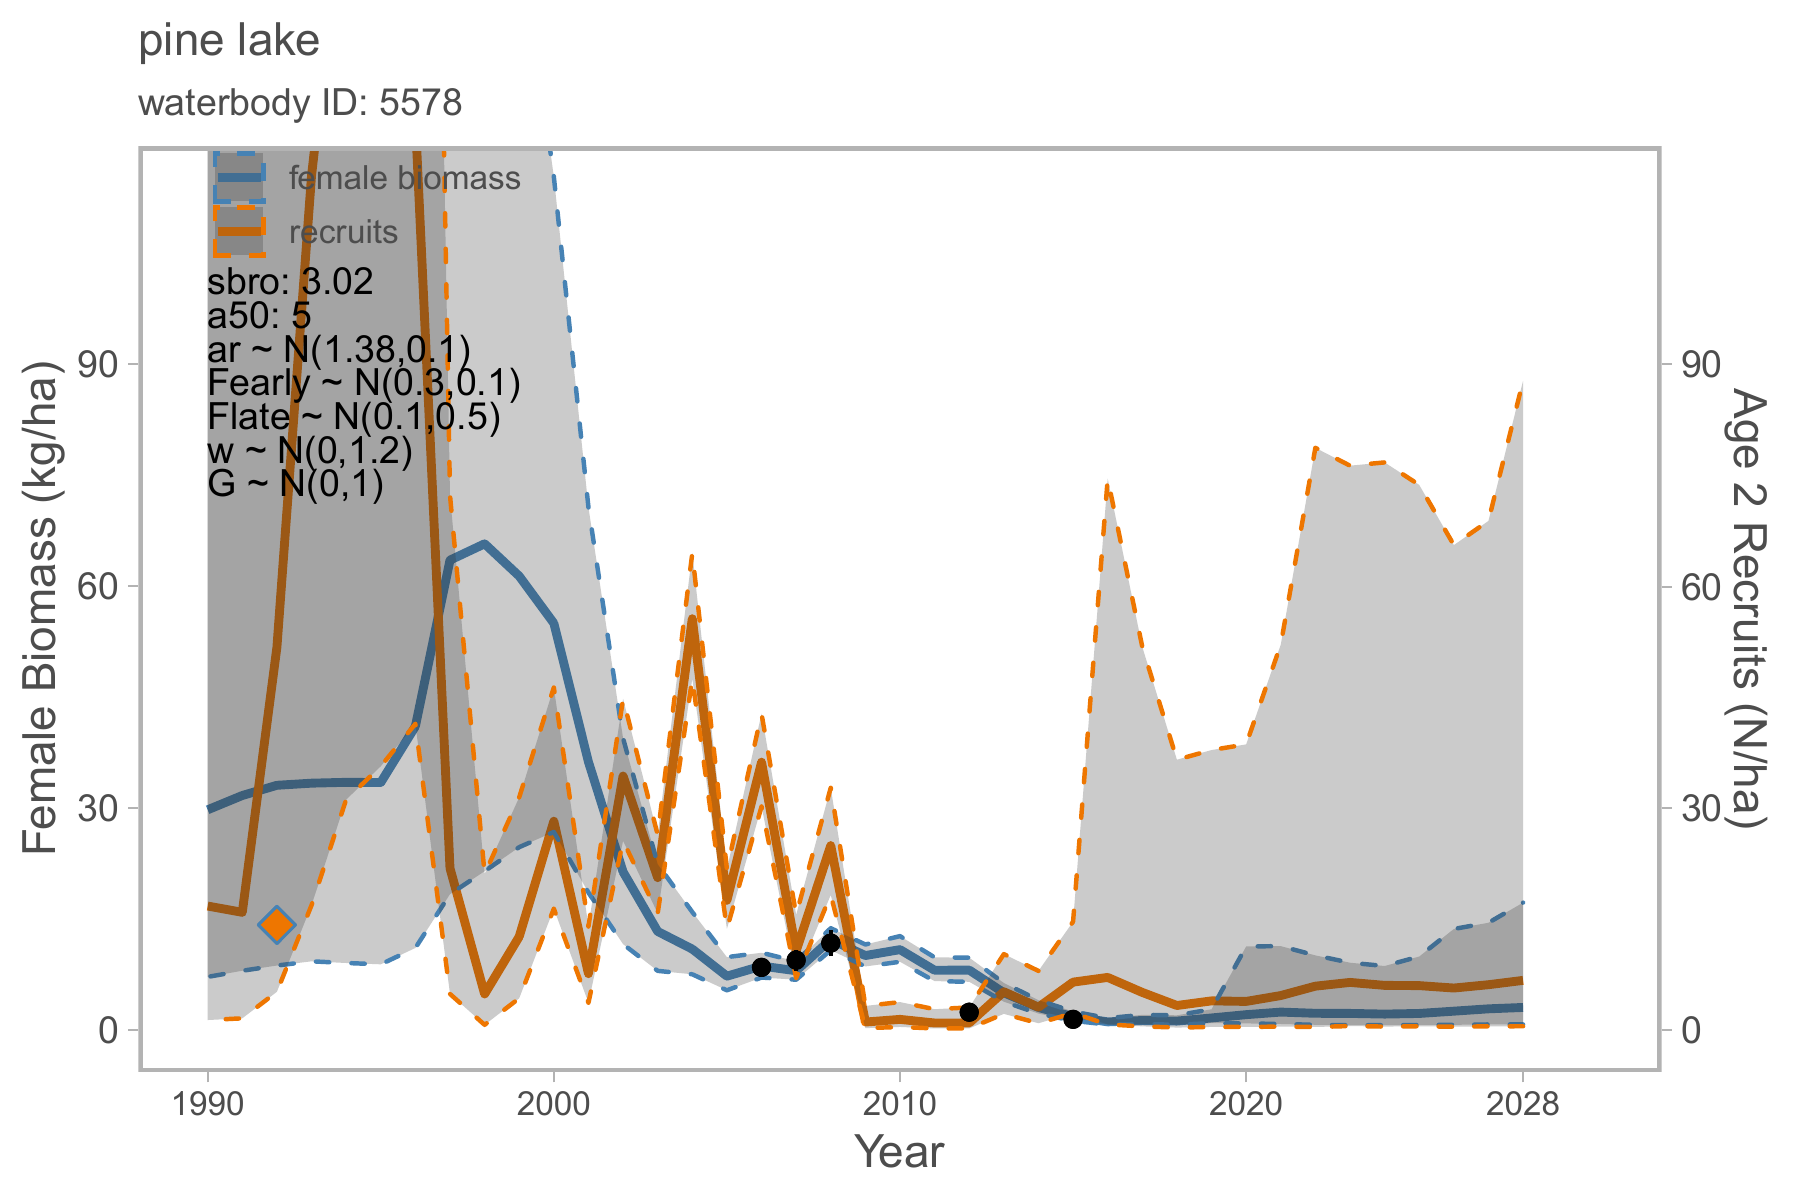 pine lake
waterbody ID: 5578
female biomass
recruits
sbro: 3.02
a50: 5
ar ~ N(1.38,0.1)
Fearly ~ N(0.3,0.1)
Flate ~ N(0.1,0.5)
w ~ N(0,1.2)
G ~ N(0,1)
Female Biomass (kg/ha)
90
60
30
0
90
60
30
0
Age 2 Recruits (N/ha)
1990
2000
2010
2020
2028
Year